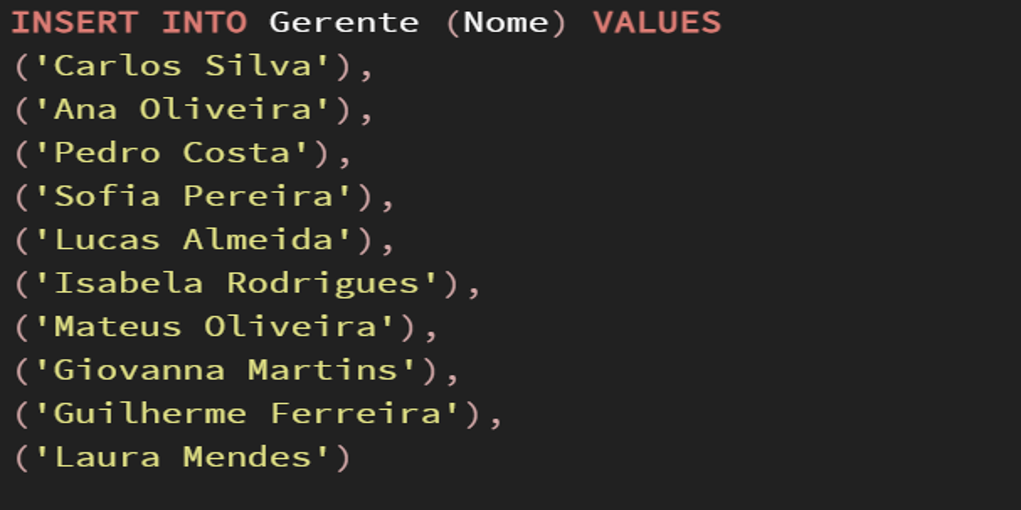 INSERT INTO Gerente (Nome) VALUES
('Carlos Silva'),
('Ana Oliveira'),
('Pedro Costa'),
('Sofia Pereira'),
('Lucas Almeida'),
('Isabela Rodrigues'),
('Mateus Oliveira'),
('Giovanna Martins'),
('Guilherme Ferreira'),
('Laura Mendes')